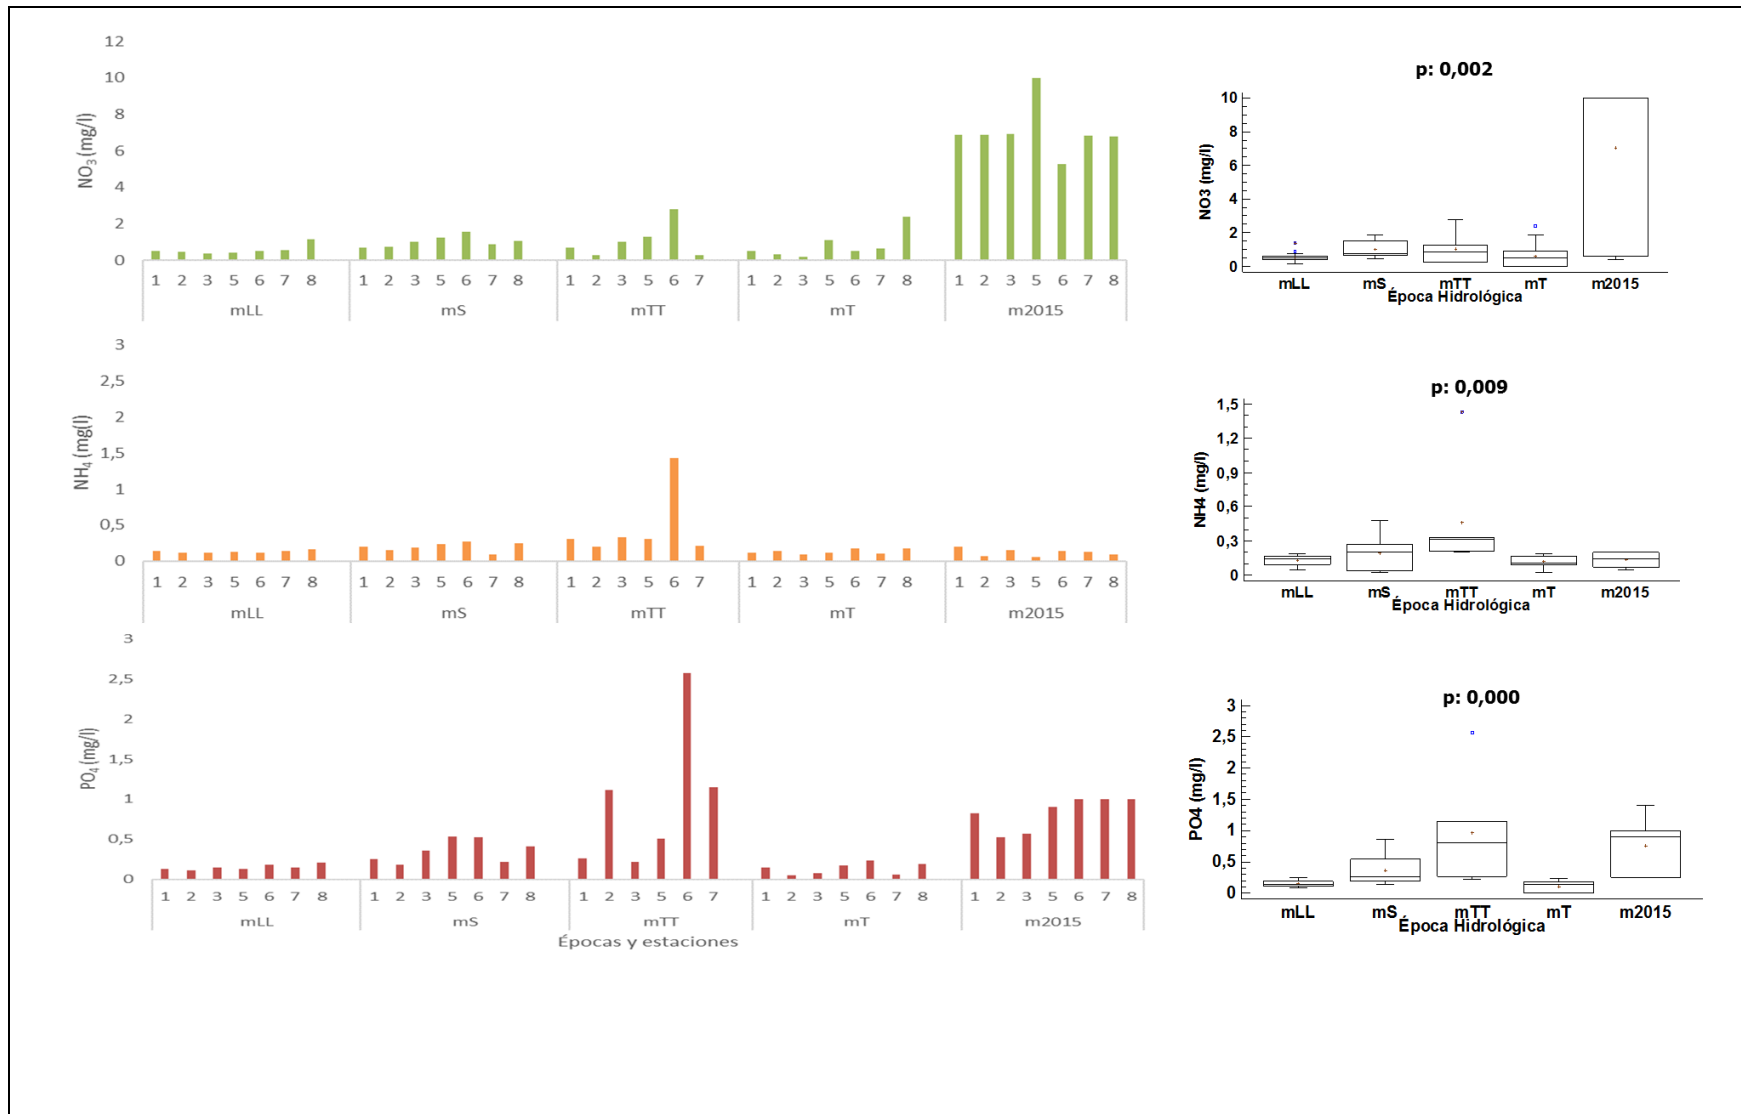 12
10
8
6
4
2
0
NO3 (mg/l)
1 2 3 5 6 7 8 1 2 3 5 6 7 8 1 2 3 5 6 7 1 2 3 5 6 7 8 1 2 3 5 6 7 8
mLL mS mTT mT m2015
p: 0,002
10
8
6
4
2
0
NO3 (mg/l)
mLL mS mTT mT m2015
Época Hidrológica
3
2,5
2
1,5
1
0,5
0
NH4 (mg(l)
1 2 3 5 6 7 8 1 2 3 5 6 7 8 1 2 3 5 6 7 1 2 3 5 6 7 8 1 2 3 5 6 7 8
mLL mS mTT mT m2015
p: 0,009
1,5
1,2
0,9
0,6
0,3
0
NH4 (mg/l)
mLL mS mTT mT m2015
Época Hidrológica
3
2,5
2
1,5
1
0,5
0
PO4 (mg/l)
1 2 3 5 6 7 8 1 2 3 5 6 7 8 1 2 3 5 6 7 1 2 3 5 6 7 8 1 2 3 5 6 7 8
mLL mS mTT mT m2015
Épocas y estaciones
p: 0,000
3
2,5
2
1,5
1
0,5
0
PO4 (mg/l)
mLL mS mTT mT m2015
Época Hidrológica